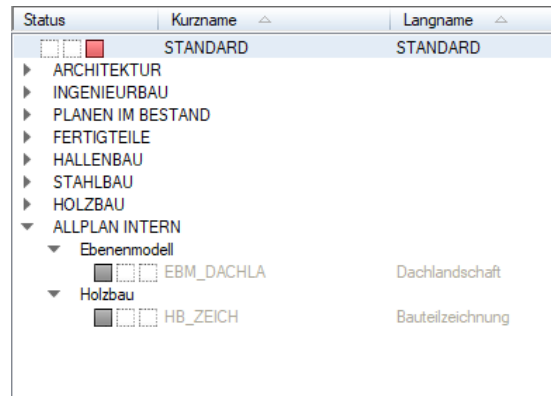 Status Kurzname Langname
STANDARD STANDARD
ARCHITEKTUR
INGENIEURBAU
PLANEN IM BESTAND
FERTIGTEILE
HALLENBAU
STAHLBAU
HOLZBAU
ALLPLAN INTERN
Ebenenmodell
EBM_DACHLA Dachlandschaft
Holzbau
HB_ZEICH Bauteilzeichnung